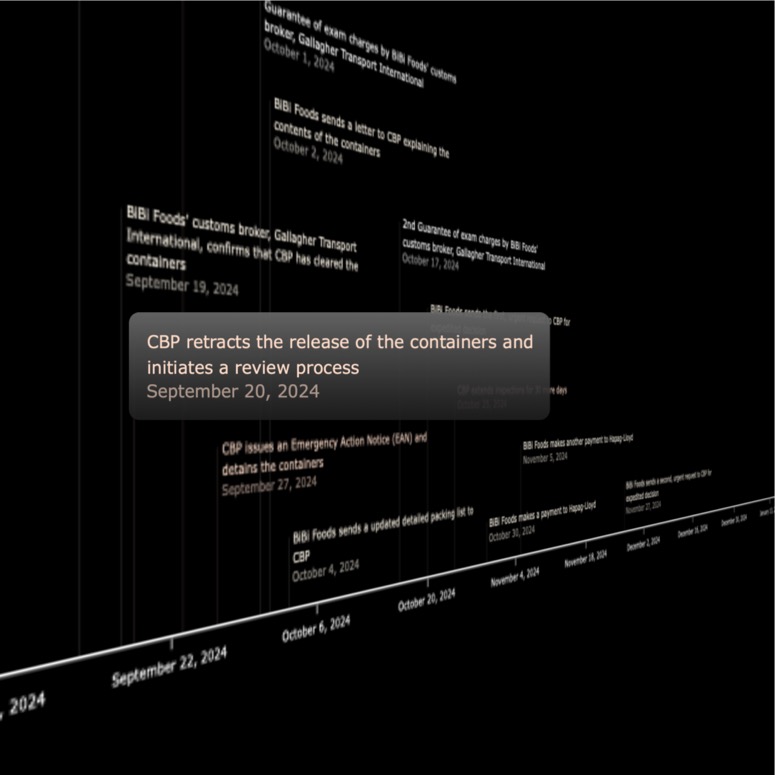 Guarantee of exam charges by BiBi Foods' customs
broker, Gallagher Transport International
October 1, 2024
BiBi Foods sends a letter to CBP explaining the
contents of the containers
October 2, 2024
BiBi Foods' customs broker, Gallagher Transport
International, confirms that CBP has cleared the
containers
September 19, 2024
2nd Guarantee of exam charges by BiBi Foods'
customs broker, Gallagher Transport International
October 17, 2024
BiBi Foods sends the to CBP for
CBP retracts the release of the containers and
initiates a review process
September 20, 2024
CBP extends inspection for more days
CBP issues an Emergency Action Notice (EAN) and
detains the containers
September 27, 2024
BiBi Foods makes another payment to Hapag-Lloyd
November 5, 2024
BiBi Foods sends a second, urgent request to CBP for
expedited decision
November 27, 2024
BiBi Foods sends a updated detailed packing list to
CBP
October 4, 2024
BiBi Foods makes a payment to Hapag-Lloyd
October 30, 2024
, 2024
September 22, 2024
October 6, 2024
October 20, 2024
November 4, 2024
November 18, 2024
December 2, 2024
December 16, 2024